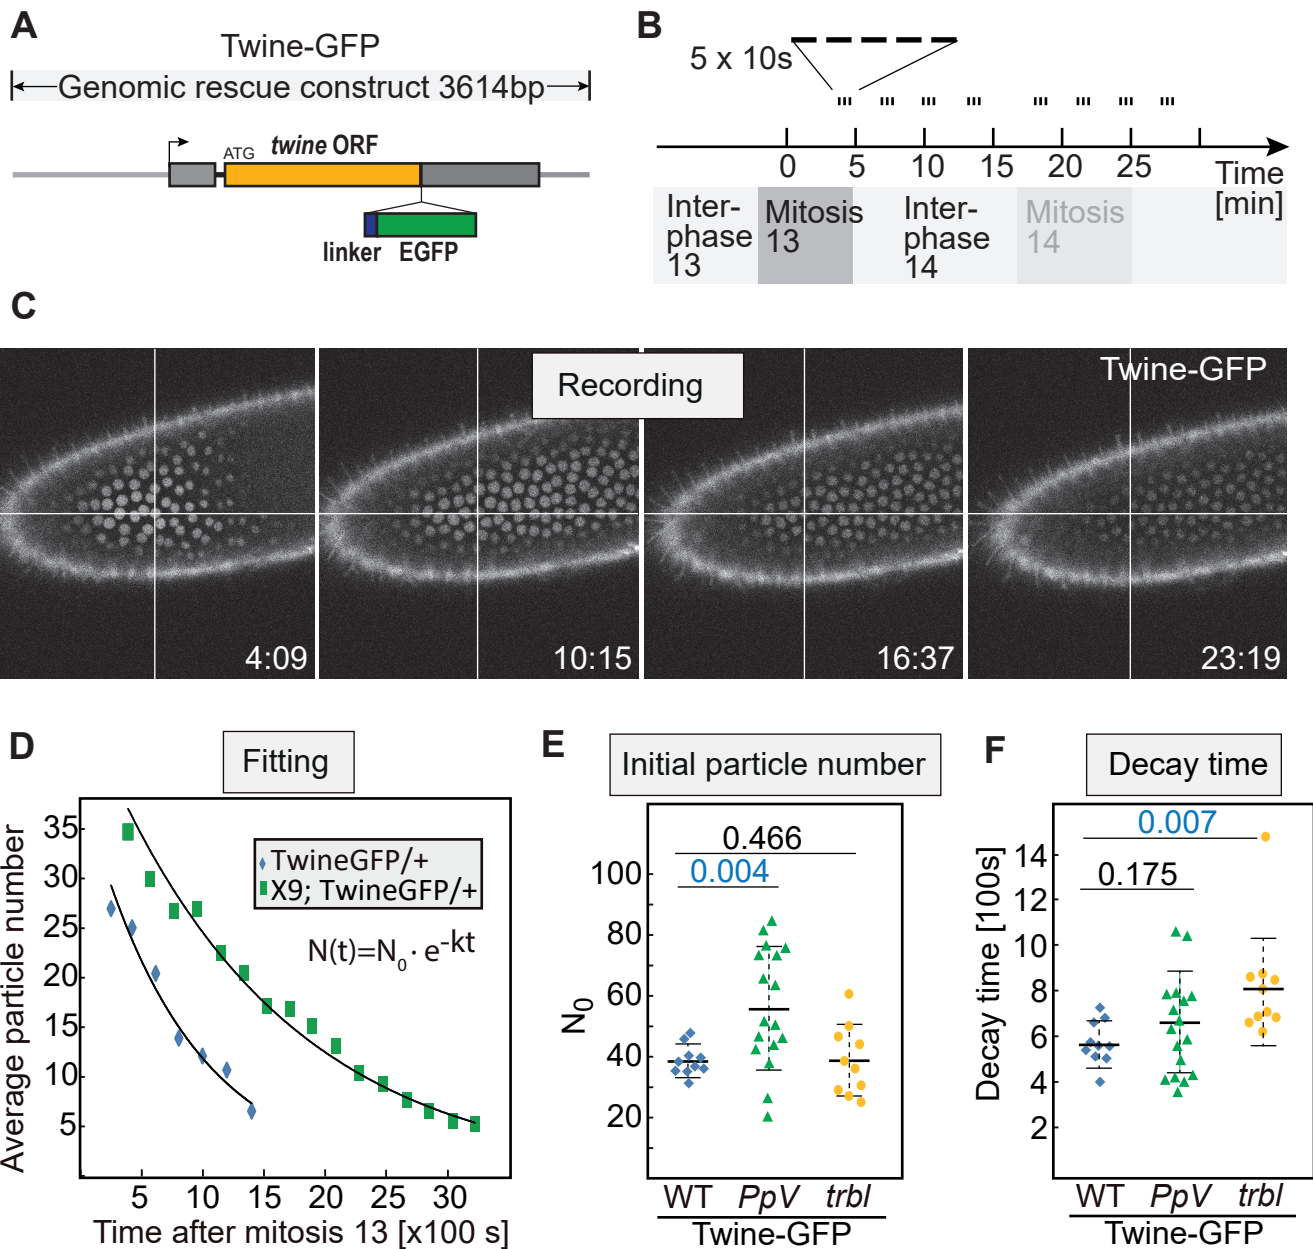 A
Twine-GFP
Genomic rescue construct 3614bp
ATG
twine ORF
linker
EGFP
B
5 x 10s
0 5 10 15 20 25
Time
[min]
Inter-
phase
13
Mitosis
13
Inter-
phase
14
Mitosis
14
C
Recording
Twine-GFP
4:09
10:15
16:37
23:19
D
Fitting
Average particle number
35
30
25
20
15
10
5
TwineGFP/+
X9; TwineGFP/+
N(t)=N0·e-kt
5 10 15 20 25 30
Time after mitosis 13 [x100 s]
E
Initial particle number
N0
100
80
60
40
20
0.466
0.004
WT PpV trbl
Twine-GFP
F
Decay time
Decay time [100s]
14
12
10
8
6
4
2
0.007
0.175
WT PpV trbl
Twine-GFP